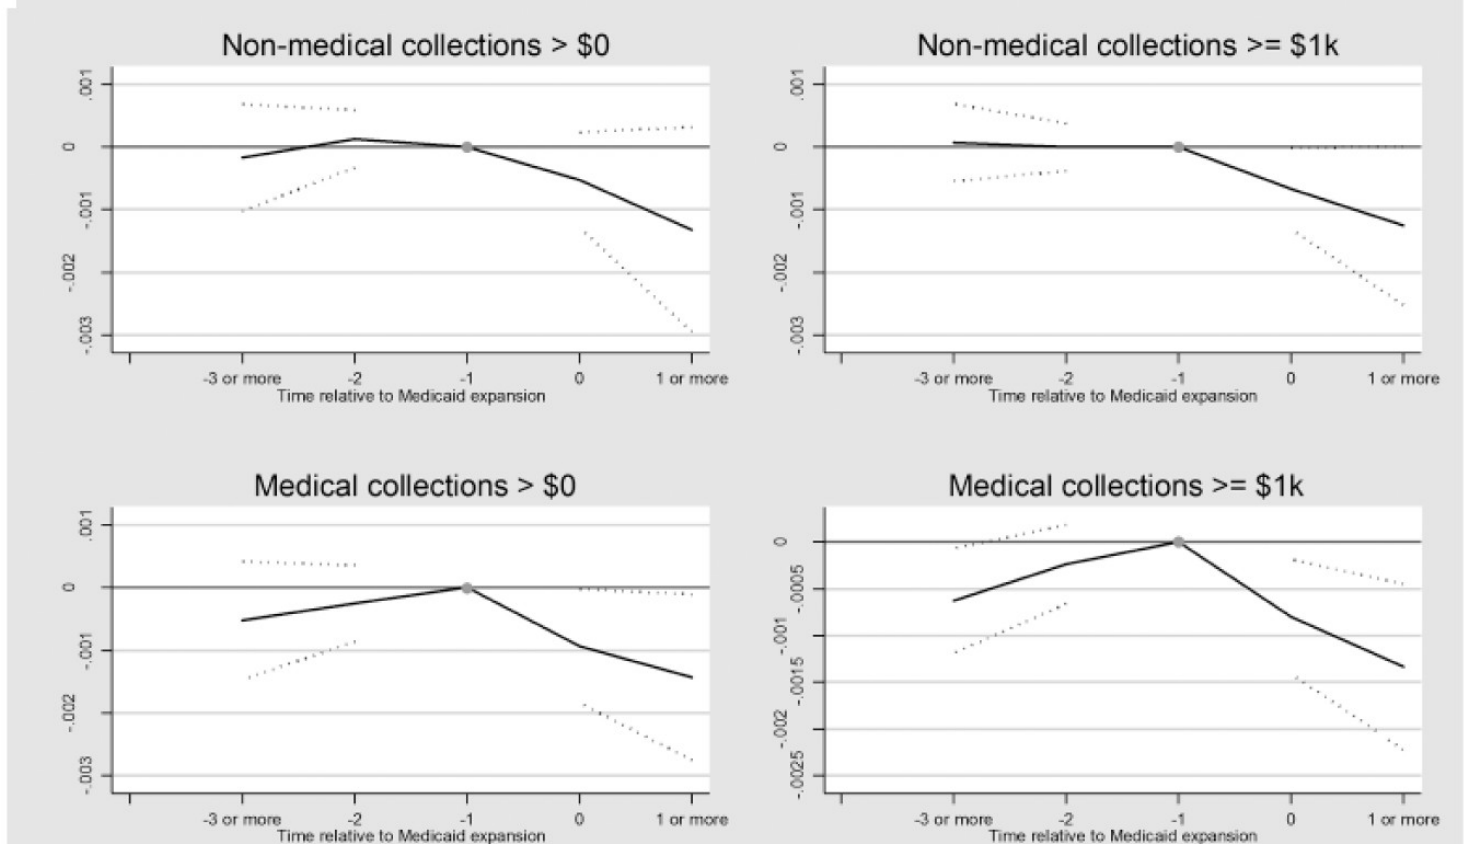 Non-medical collections > $0
.001
0
-.001
-.002
-.003
-3 or more -2 -1 0 1 or more
Time relative to Medicaid expansion
Non-medical collections >= $1k
.001
0
-.001
-.002
-.003
-3 or more -2 -1 0 1 or more
Time relative to Medicaid expansion
Medical collections > $0
.001
0
-.001
-.002
-.003
-3 or more -2 -1 0 1 or more
Time relative to Medicaid expansion
Medical collections >= $1k
0
-.0005
-.001
-.0015
-.002
-.0025
-3 or more -2 -1 0 1 or more
Time relative to Medicaid expansion